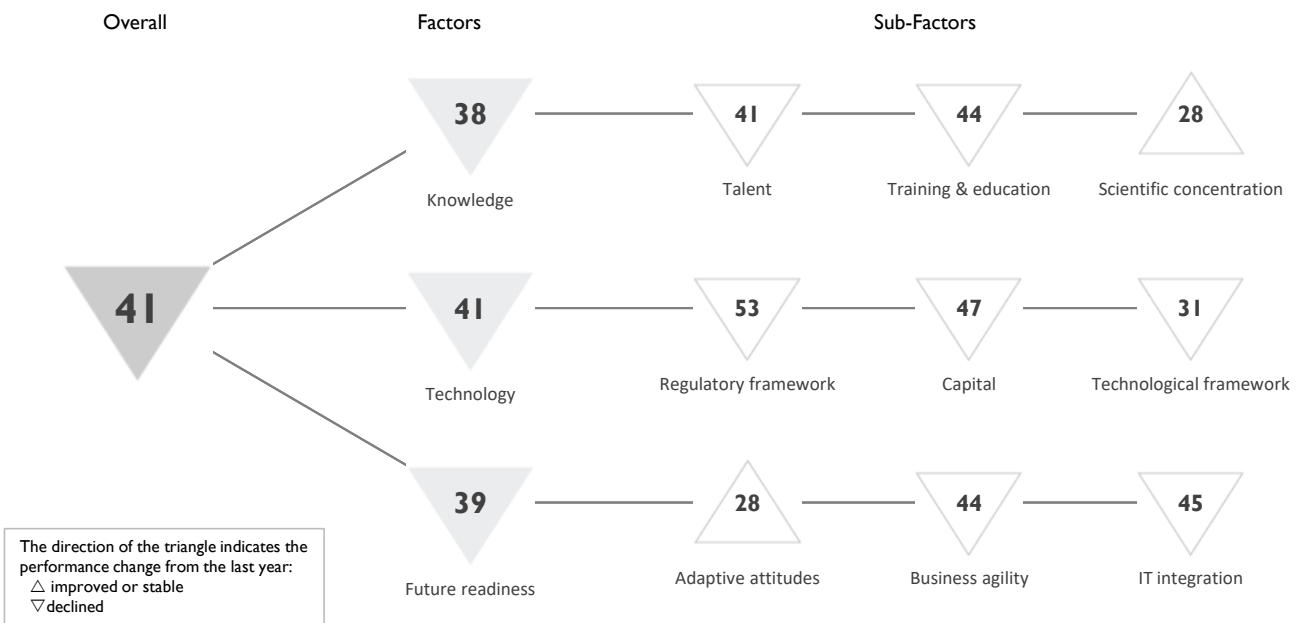 Overall Factors Sub-Factors
38 41 44 28
Knowledge Talent Training & education Scientific concentration
41
41 53 47 31
Technology Regulatory framework Capital Technological framework
39 28 44 45
Future readiness Adaptive attitudes Business agility IT integration
The direction of the triangle indicates the
performance change from the last year:
△ improved or stable
▽ declined